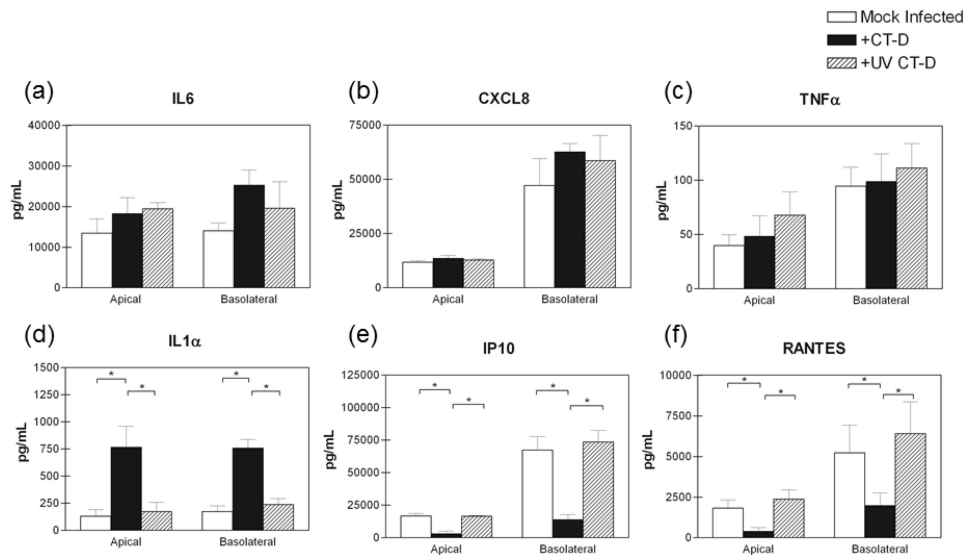 Mock Infected
+CT-D
+UV CT-D
(a)
IL6
40000
30000
20000
10000
0
pg/mL
Apical
Basolateral
(b)
CXCL8
75000
50000
25000
0
pg/mL
Apical
Basolateral
(c)
TNFα
150
100
50
0
pg/mL
Apical
Basolateral
(d)
IL1α
1500
1250
1000
750
500
250
0
pg/mL
* * * *
Apical
Basolateral
(e)
IP10
125000
100000
75000
50000
25000
0
pg/mL
* * * *
Apical
Basolateral
(f)
RANTES
10000
7500
5000
2500
0
pg/mL
* * * *
Apical
Basolateral